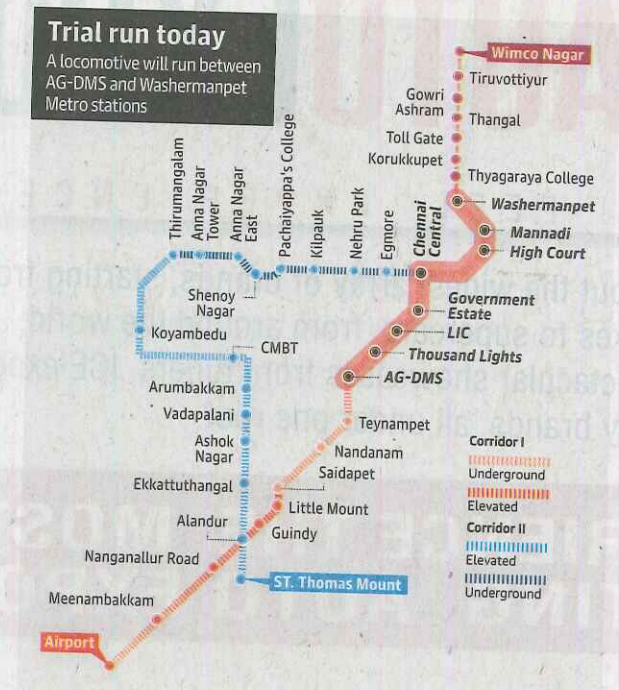 Trial run today
A locomotive will run between
AG-DMS and Washermanpet
Metro stations
Wimco Nagar
Tiruvottiyur
Gowri
Ashram
Thangal
Toll Gate
Korukkupet
Thyagaraya College
Washermanpet
Mannadi
High Court
Thirumangalam
Anna Nagar
Tower
Anna Nagar
East
Pachaiyappa's College
Kilpauk
Nehru Park
Egmore
Chennai
Central
Shenoy
Nagar
Koyambedu
CMBT
Government
Estate
LIC
Thousand Lights
AG-DMS
Arumbakkam
Vadapalani
Ashok
Nagar
Ekkattuthangal
Alandur
Teynampet
Nandanam
Saidapet
Little Mount
Guindy
Nanganallur Road
ST. Thomas Mount
Meenambakkam
Airport
Corridor I
Underground
Elevated
Corridor II
Elevated
Underground